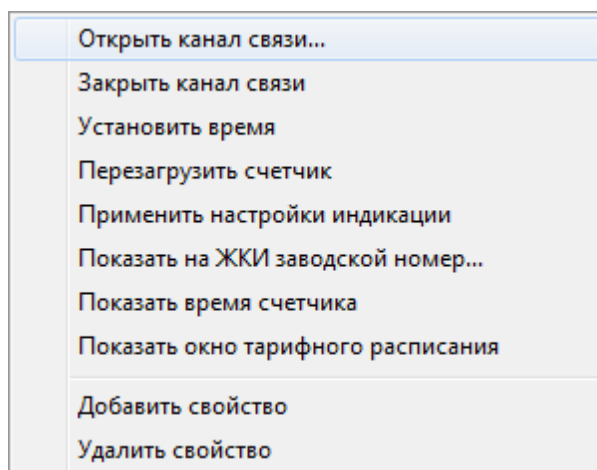 Открыть канал связи...
Закрыть канал связи
Установить время
Перезагрузить счетчик
Применить настройки индикации
Показать на ЖКИ заводской номер...
Показать время счетчика
Показать окно тарифного расписания
Добавить свойство
Удалить свойство